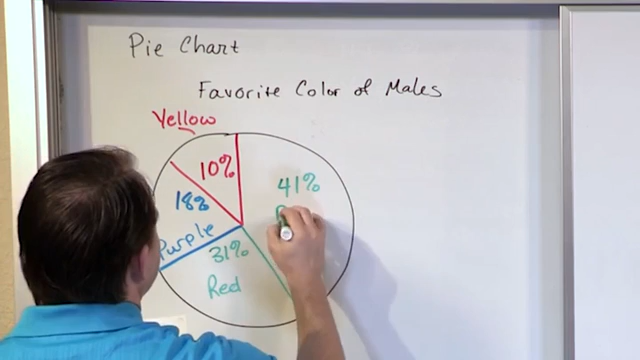 Pie Chart
Favorite Color of Males
Yellow
10%
41%
18%
Purple
31%
Red